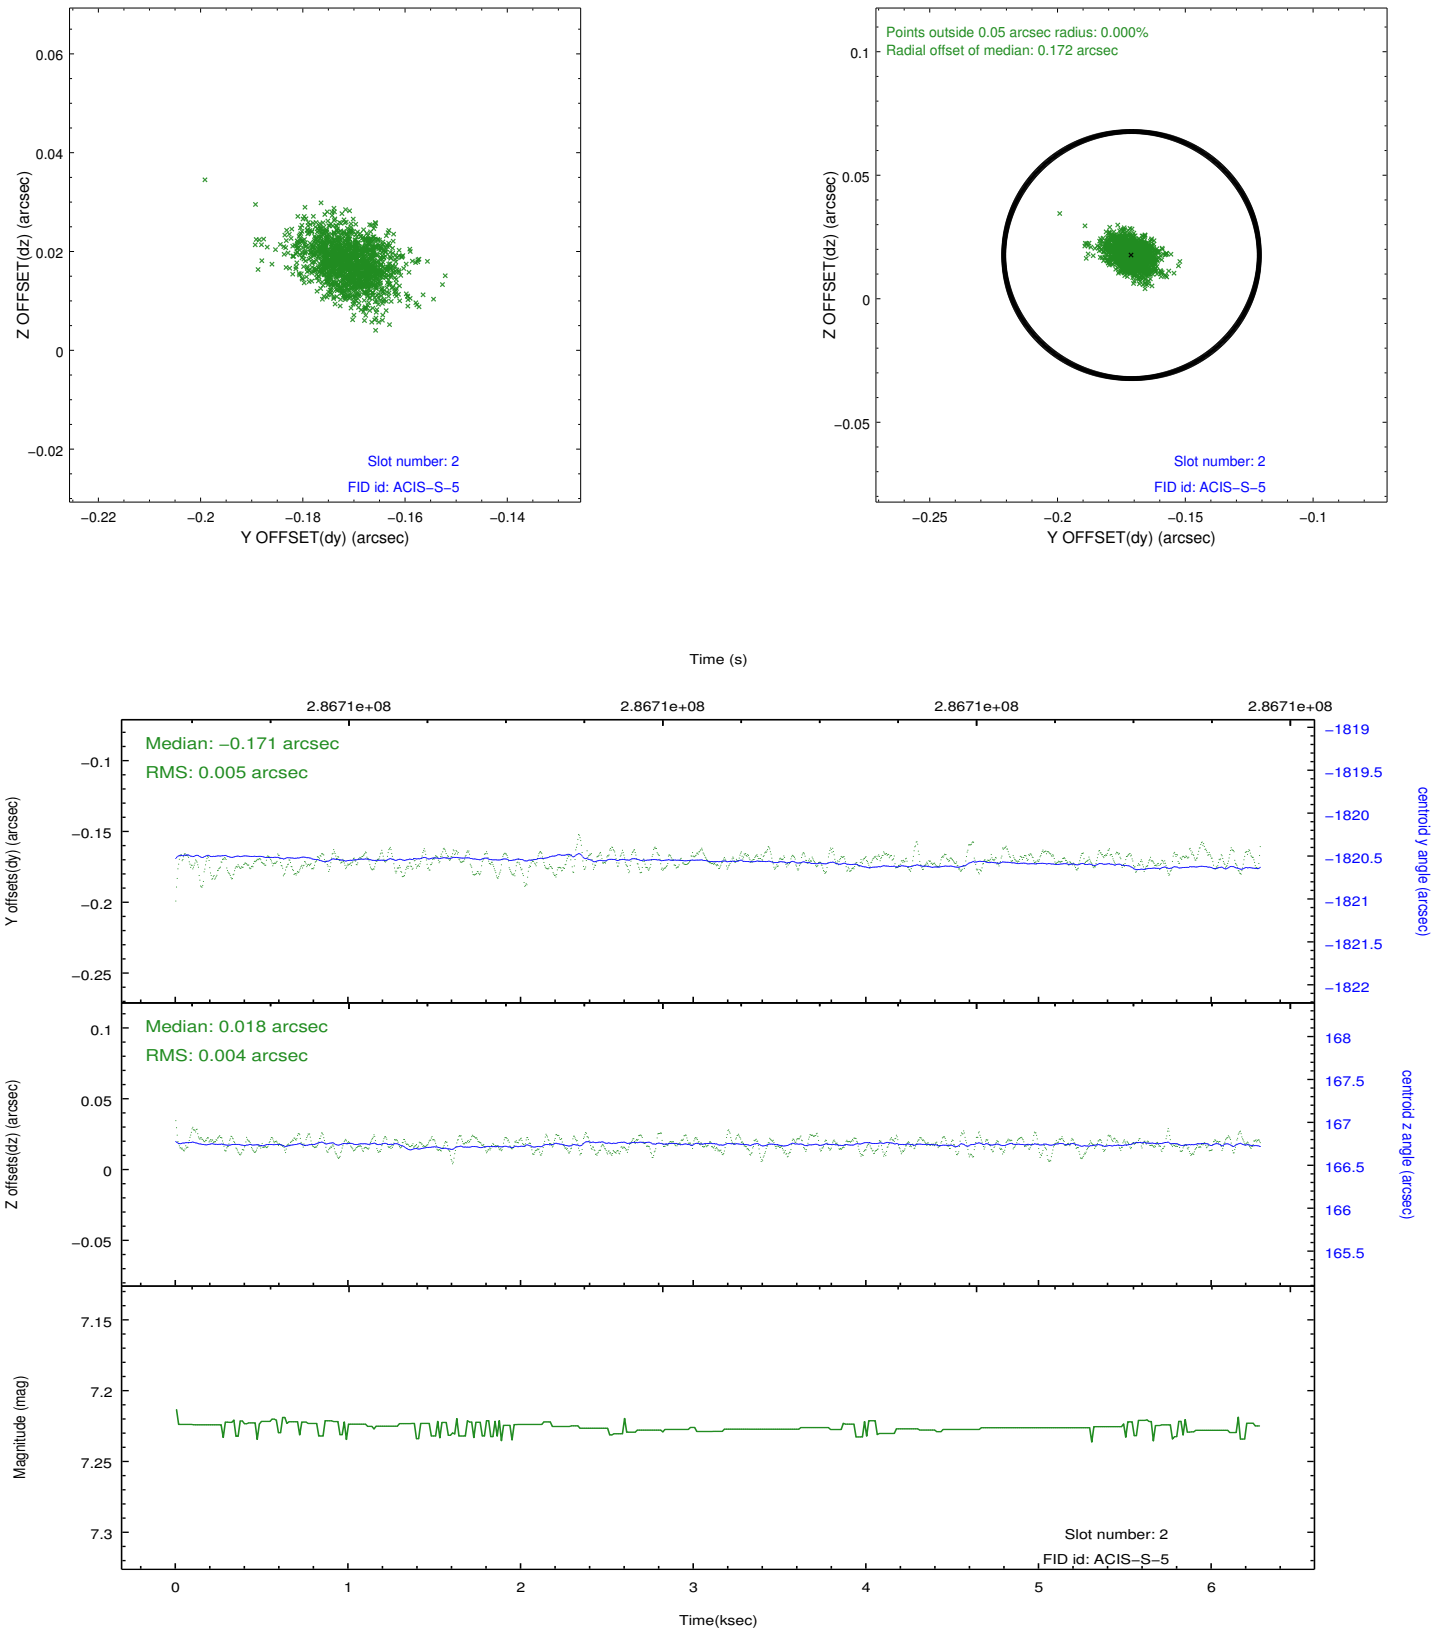 0.06
0.04
0.02
0
−0.02
Z OFFSET(dz) (arcsec)
Slot number: 2
FID id: ACIS−S−5
−0.22 −0.2 −0.18 −0.16 −0.14
Y OFFSET(dy) (arcsec)
Points outside 0.05 arcsec radius: 0.000%
Radial offset of median: 0.172 arcsec
0.1
0.05
0
−0.05
Z OFFSET(dz) (arcsec)
Slot number: 2
FID id: ACIS−S−5
−0.25 −0.2 −0.15 −0.1
Y OFFSET(dy) (arcsec)
Time (s)
2.8671e+08 2.8671e+08 2.8671e+08 2.8671e+08
Median: −0.171 arcsec
RMS: 0.005 arcsec
−0.1
−0.15
−0.2
−0.25
Y offsets(dy) (arcsec)
−1819
−1819.5
−1820
−1820.5
−1821
−1821.5
−1822
centroid y angle (arcsec)
Median: 0.018 arcsec
RMS: 0.004 arcsec
0.1
0.05
0
−0.05
Z offsets(dz) (arcsec)
168
167.5
167
166.5
166
165.5
centroid z angle (arcsec)
7.15
7.2
7.25
7.3
Magnitude (mag)
Slot number: 2
FID id: ACIS−S−5
0 1 2 3 4 5 6
Time(ksec)